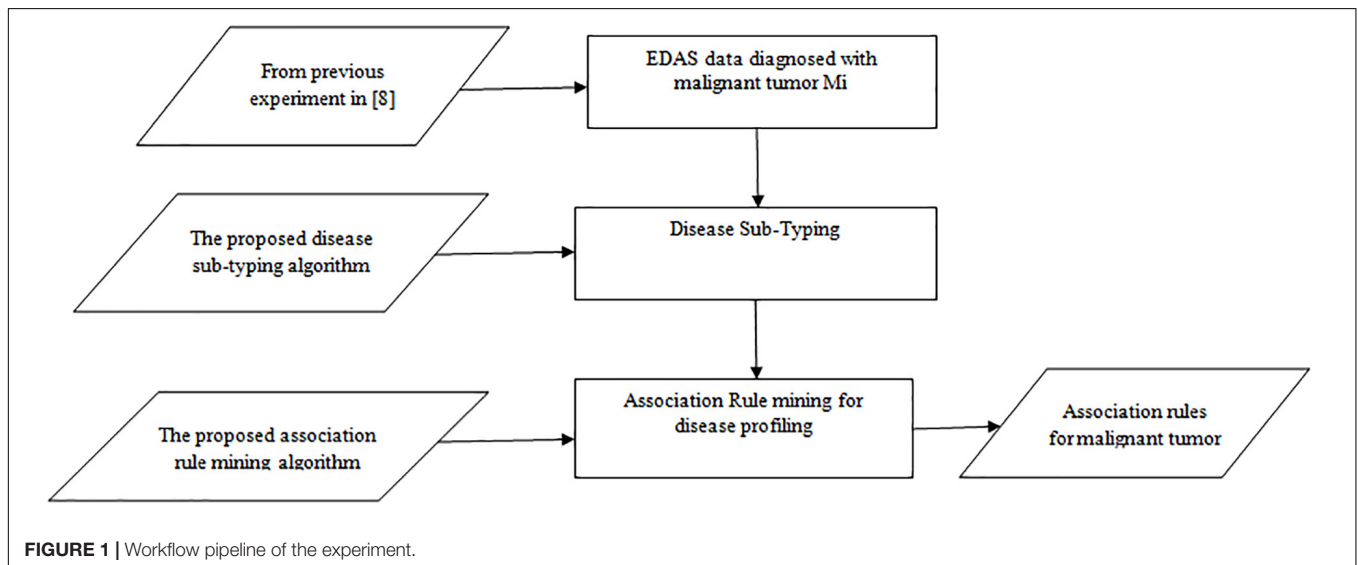 From previous
experiment in [8]
EDAS data diagnosed with
malignant tumor Mi
The proposed disease
sub-typing algorithm
Disease Sub-Typing
The proposed association
rule mining algorithm
Association Rule mining for
disease profiling
Association rules
for malignant tumor
FIGURE 1 | Workflow pipeline of the experiment.